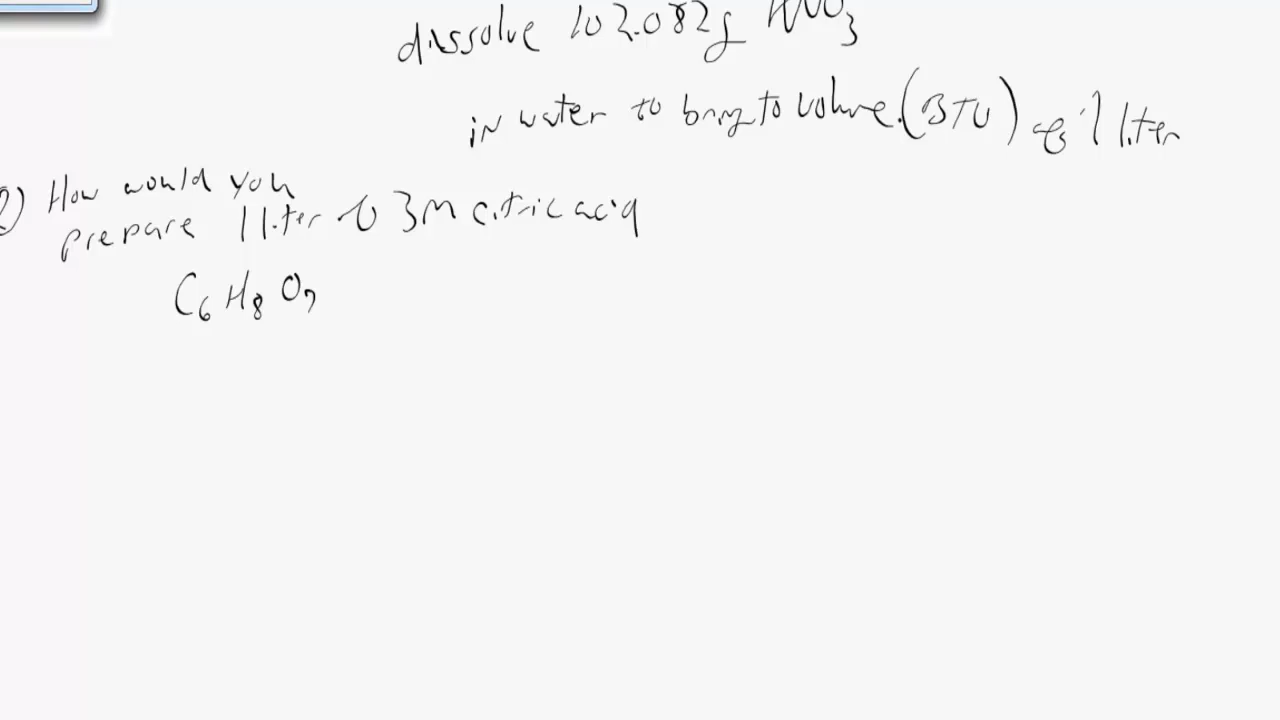 dissolve 102.082g
in water to bring to volume (BTV) of 1 liter
2) How would you
prepare 1 liter of 3M citric acid
C6H8O7